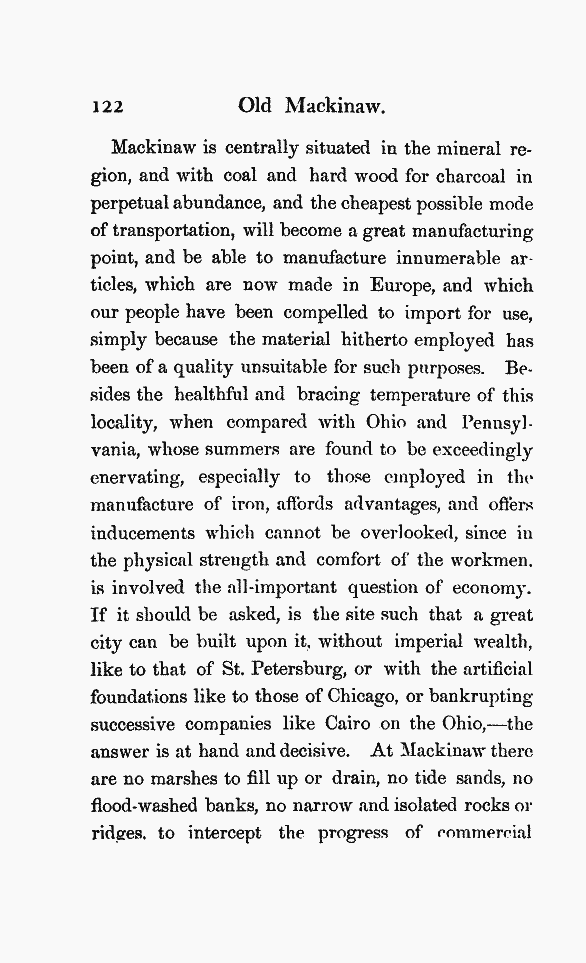 122 Old Mackinaw.
Mackinaw is centrally situated in the mineral re-
gion, and with coal and hard wood for charcoal in
perpetual abundance, and the cheapest possible mode
of transportation, will become a great manufacturing
point, and be able to manufacture innumerable ar-
ticles, which are now made in Europe, and which
our people have been compelled to import for use,
simply because the material hitherto employed has
been of a quality unsuitable for such purposes. Be-
sides the healthful and bracing temperature of this
locality, when compared with Ohio and Pennsyl-
vania, whose summers are found to be exceedingly
enervating, especially to those employed in the
manufacture of iron, affords advantages, and offers
inducements which cannot be overlooked, since in
the physical strength and comfort of the workmen.
is involved the all-important question of economy.
If it should be asked, is the site such that a great
city can be built upon it, without imperial wealth,
like to that of St. Petersburg, or with the artificial
foundations like to those of Chicago, or bankrupting
successive companies like Cairo on the Ohio,—the
answer is at hand and decisive. At Mackinaw there
are no marshes to fill up or drain, no tide sands, no
flood-washed banks, no narrow and isolated rocks or
ridges, to intercept the progress of commercial